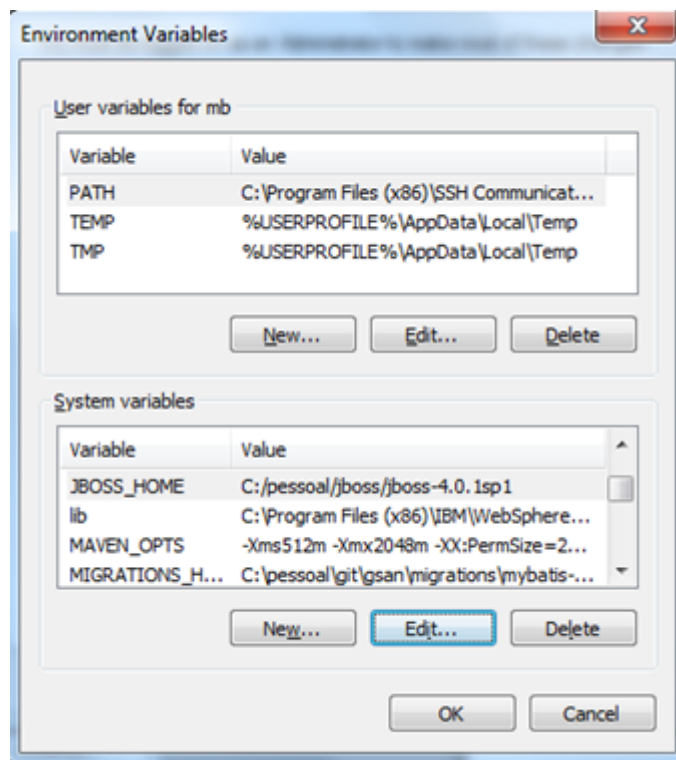 Environment Variables
User variables for mb
Variable Value
PATH C:\Program Files (x86)\SSH Communicat...
TEMP %USERPROFILE%\AppData\Local\Temp
TMP %USERPROFILE%\AppData\Local\Temp
New... Edit... Delete
System variables
Variable Value
JBOSS_HOME C:/pessoal/jboss/jboss-4.0.1sp1
lib C:\Program Files (x86)\IBM\WebSphere...
MAVEN_OPTS -Xms512m -Xmx2048m -XX:PermSize=2...
MIGRATIONS_H... C:\pessoal\git\gsan\migrations\mybatis-...
New... Edit... Delete
OK Cancel